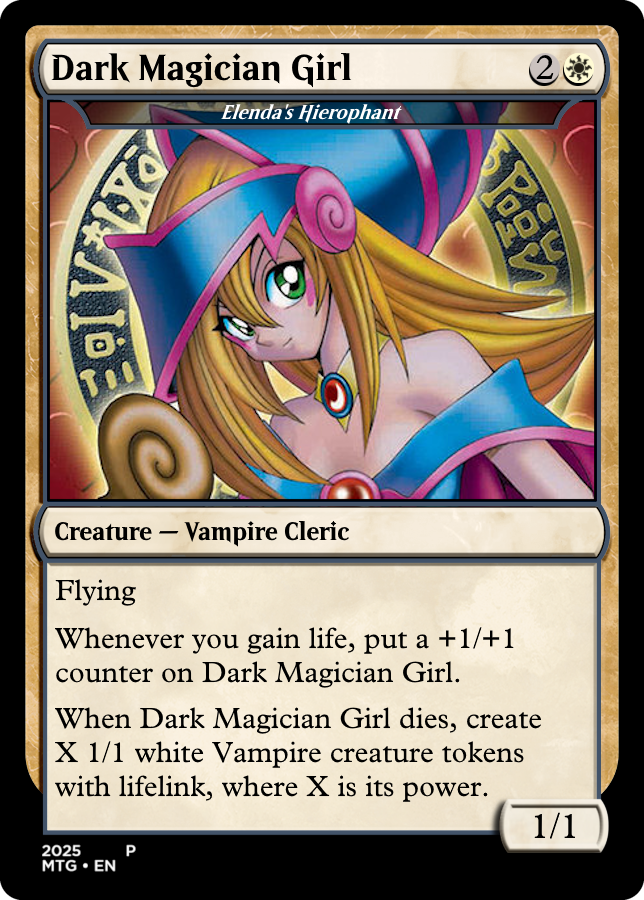 Dark Magician Girl 2
Elenda's Hierophant
Creature — Vampire Cleric
Flying
Whenever you gain life, put a +1/+1
counter on Dark Magician Girl.
When Dark Magician Girl dies, create
X 1/1 white Vampire creature tokens
with lifelink, where X is its power.
1/1
2025 P
MTG • EN